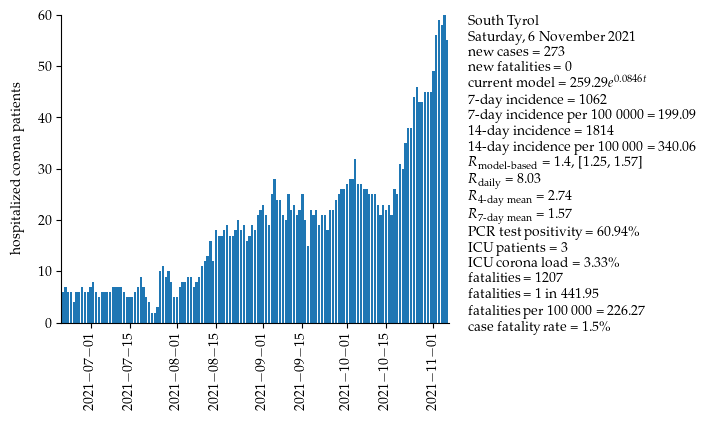 60
50
40
30
20
10
0
hospitalized corona patients
2021−07−01
2021−07−15
2021−08−01
2021−08−15
2021−09−01
2021−09−15
2021−10−01
2021−10−15
2021−11−01
South Tyrol
Saturday, 6 November 2021
new cases = 273
new fatalities = 0
current model = 259.29e^0.0846t
7-day incidence = 1062
7-day incidence per 100 0000 = 199.09
14-day incidence = 1814
14-day incidence per 100 000 = 340.06
R model-based = 1.4, [1.25, 1.57]
R daily = 8.03
R 4-day mean = 2.74
R 7-day mean = 1.57
PCR test positivity = 60.94%
ICU patients = 3
ICU corona load = 3.33%
fatalities = 1207
fatalities = 1 in 441.95
fatalities per 100 000 = 226.27
case fatality rate = 1.5%